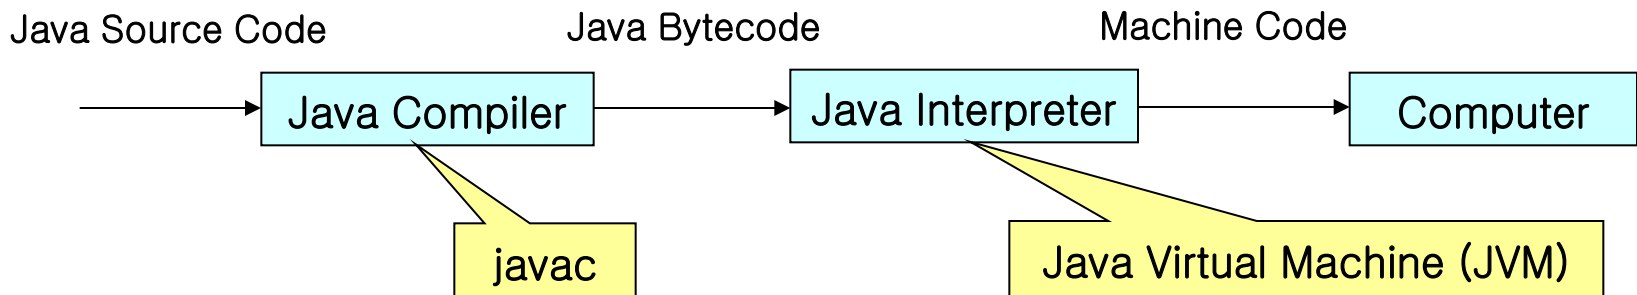 Java Source Code
Java Bytecode
Machine Code
Java Compiler
Java Interpreter
Computer
javac
Java Virtual Machine (JVM)